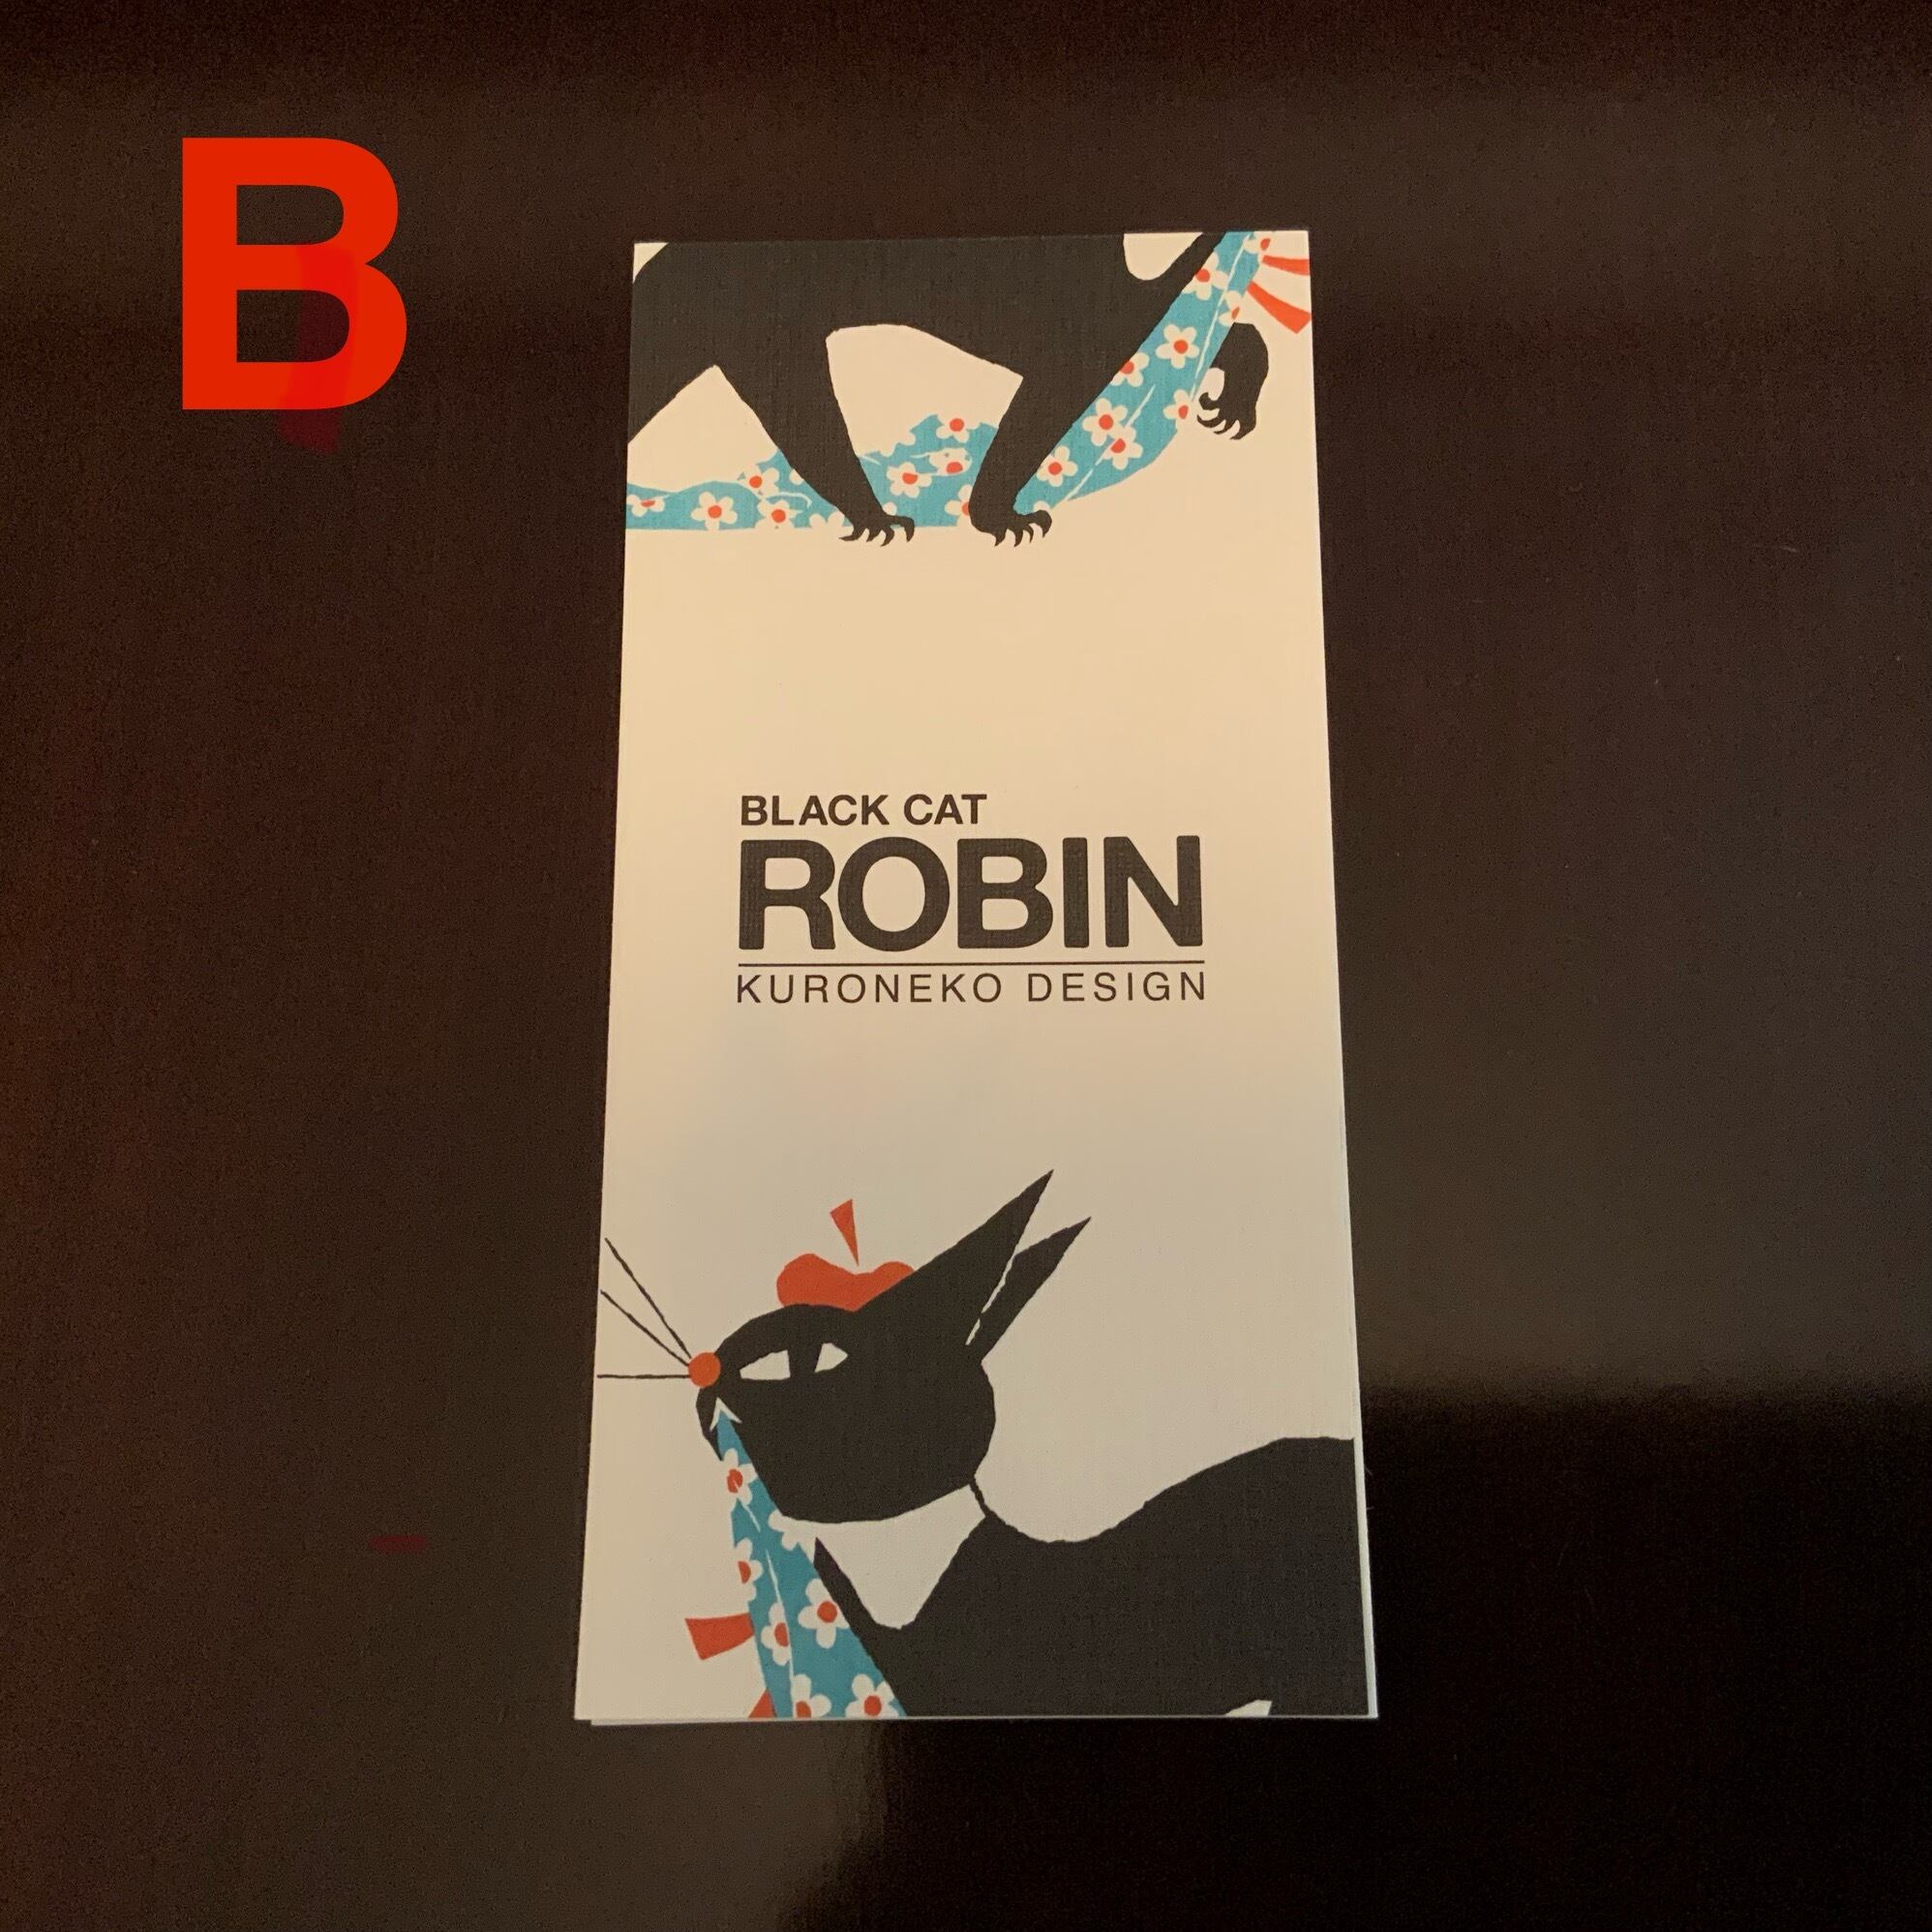 B
BLACK CAT
ROBIN
KURONEKO DESIGN